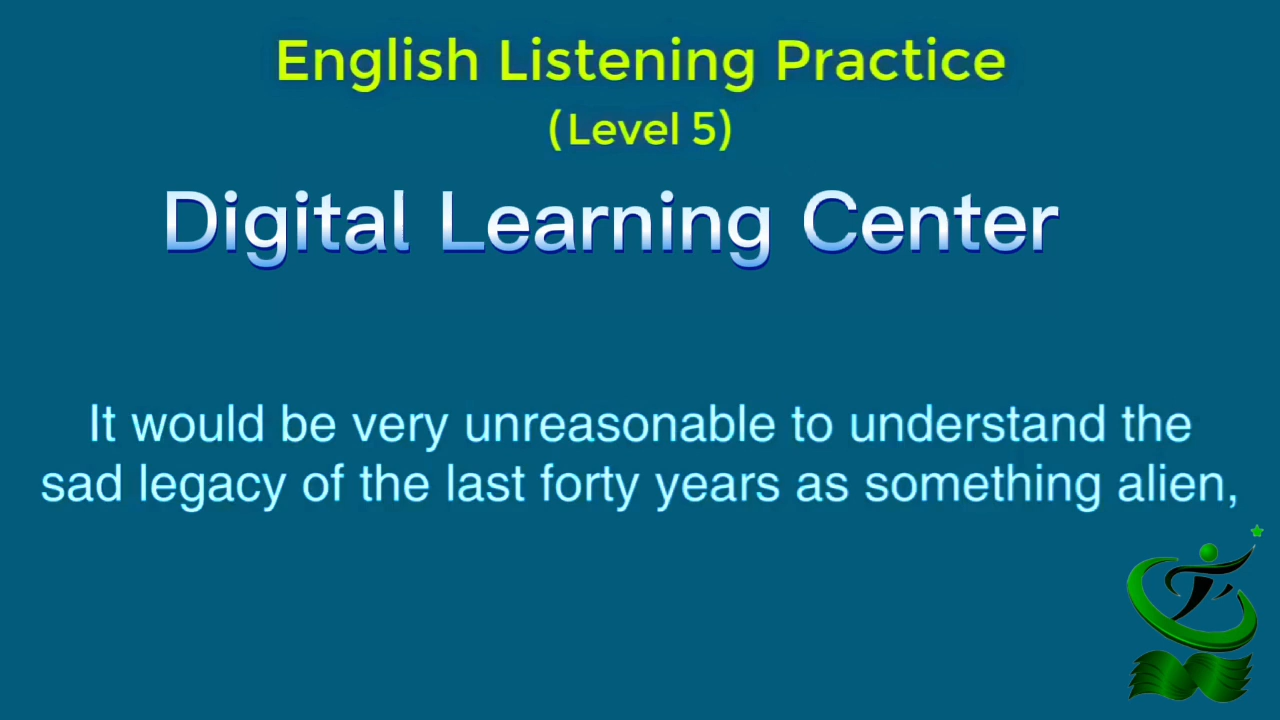 English Listening Practice
(Level 5)
Digital Learning Center
It would be very unreasonable to understand the
sad legacy of the last forty years as something alien,